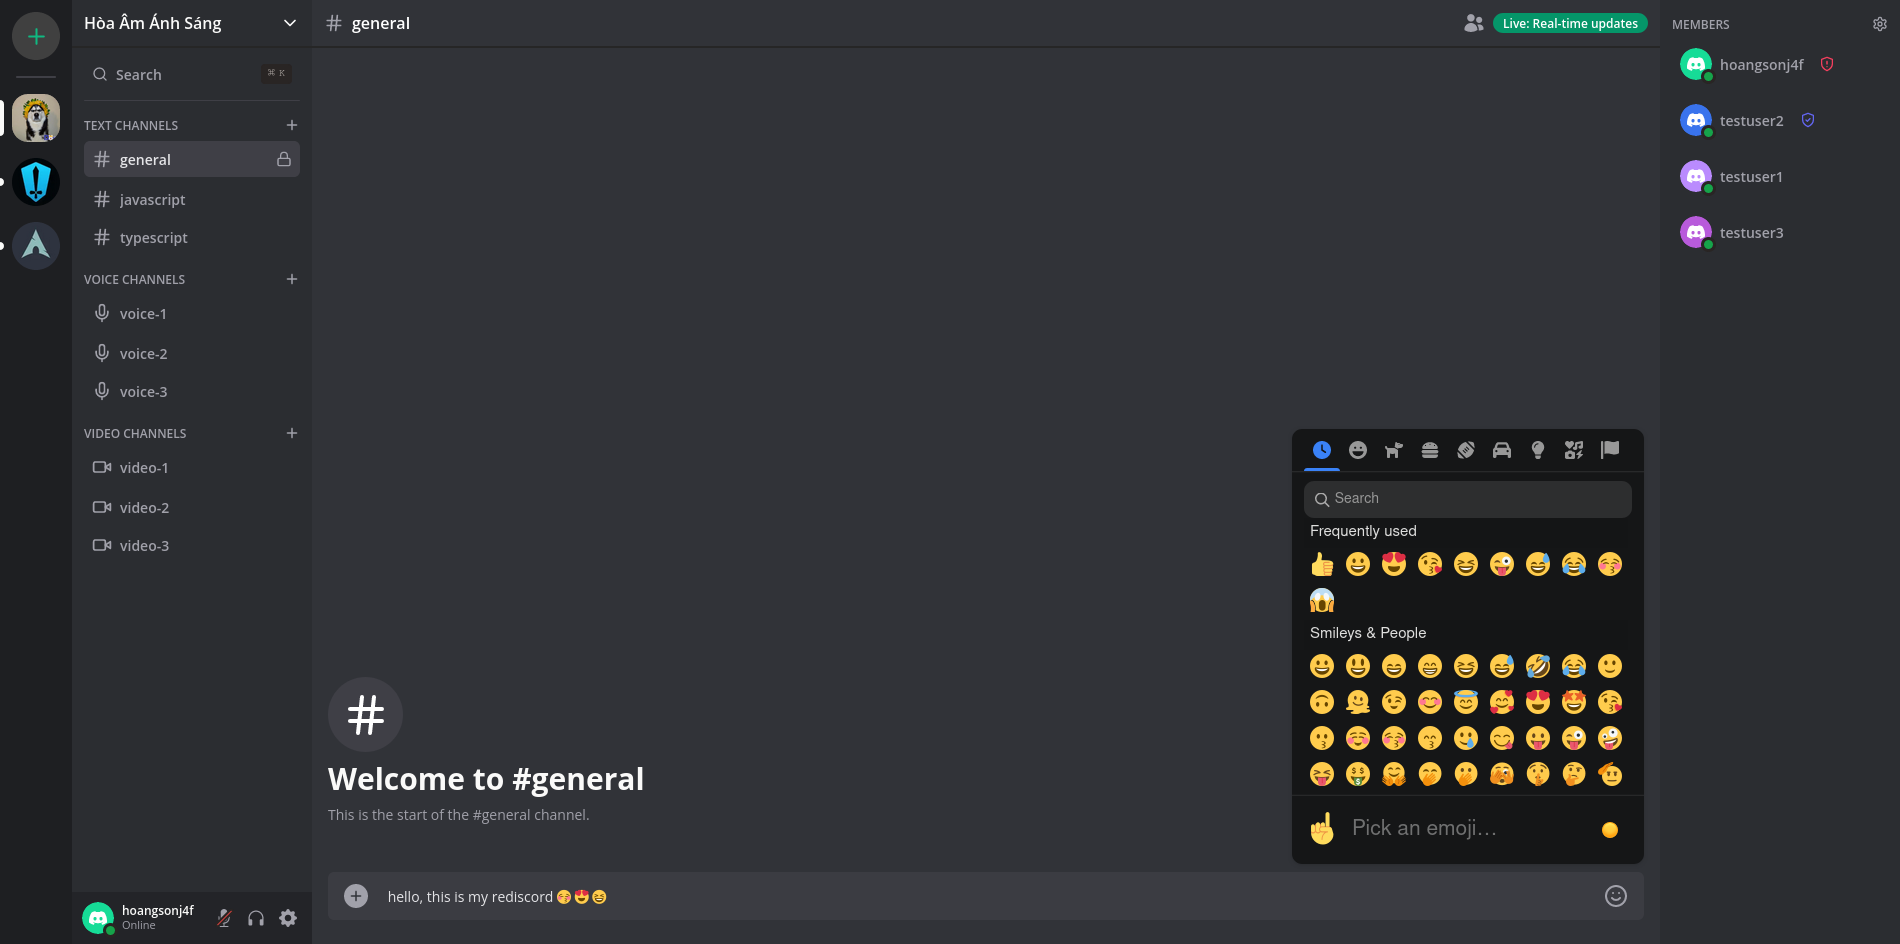 Hòa Âm Ánh Sáng
Search
⌘ K
TEXT CHANNELS
general
javascript
typescript
VOICE CHANNELS
voice-1
voice-2
voice-3
VIDEO CHANNELS
video-1
video-2
video-3
hoangsonj4f
Online
# general
Live: Real-time updates
Welcome to #general
This is the start of the #general channel.
hello, this is my rediscord 😚😍😆
Search
Frequently used
Smileys & People
Pick an emoji...
MEMBERS
hoangsonj4f
testuser2
testuser1
testuser3